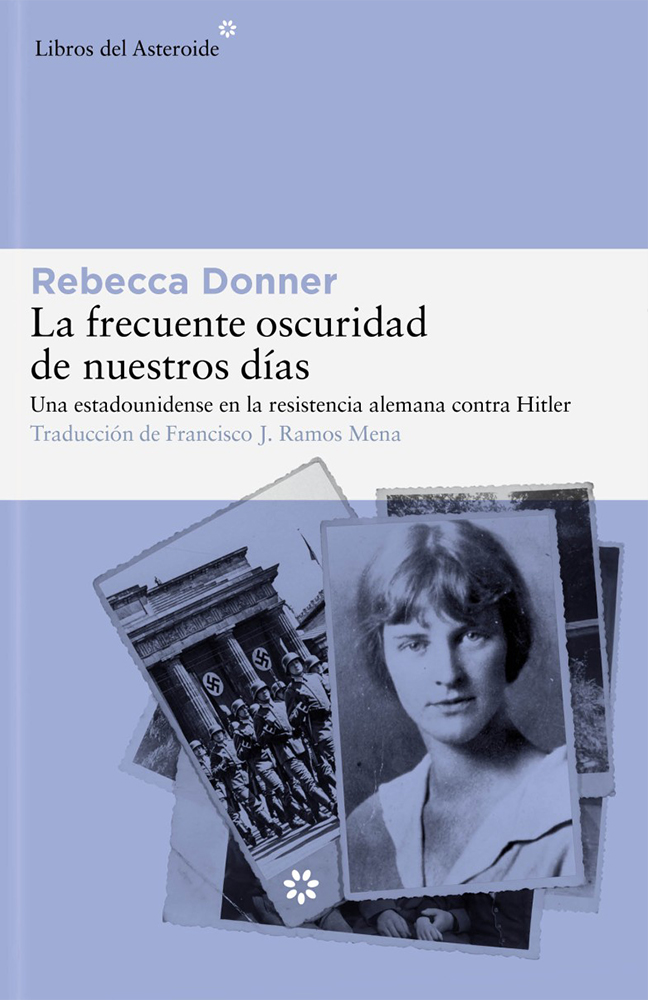 Libros del Asteroide
Rebecca Donner
La frecuente oscuridad
de nuestros días
Una estadounidense en la resistencia alemana contra Hitler
Traducción de Francisco J. Ramos Mena